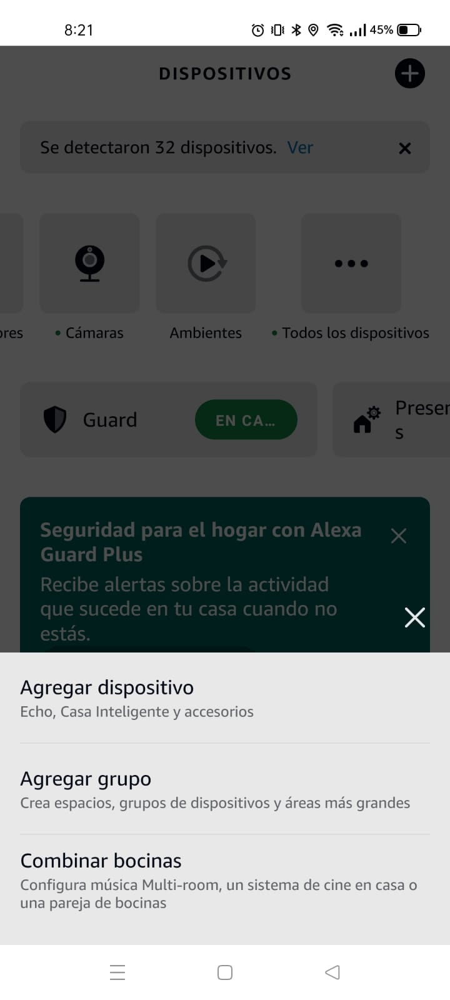 8:21
45%
DISPOSITIVOS
Se detectaron 32 dispositivos. Ver
ores
Cámaras
Ambientes
Todos los dispositivos
Guard
EN CA...
Presen
s
Seguridad para el hogar con Alexa
Guard Plus
Recibe alertas sobre la actividad
que sucede en tu casa cuando no
estás.
Agregar dispositivo
Echo, Casa Inteligente y accesorios
Agregar grupo
Crea espacios, grupos de dispositivos y áreas más grandes
Combinar bocinas
Configura música Multi-room, un sistema de cine en casa o
una pareja de bocinas